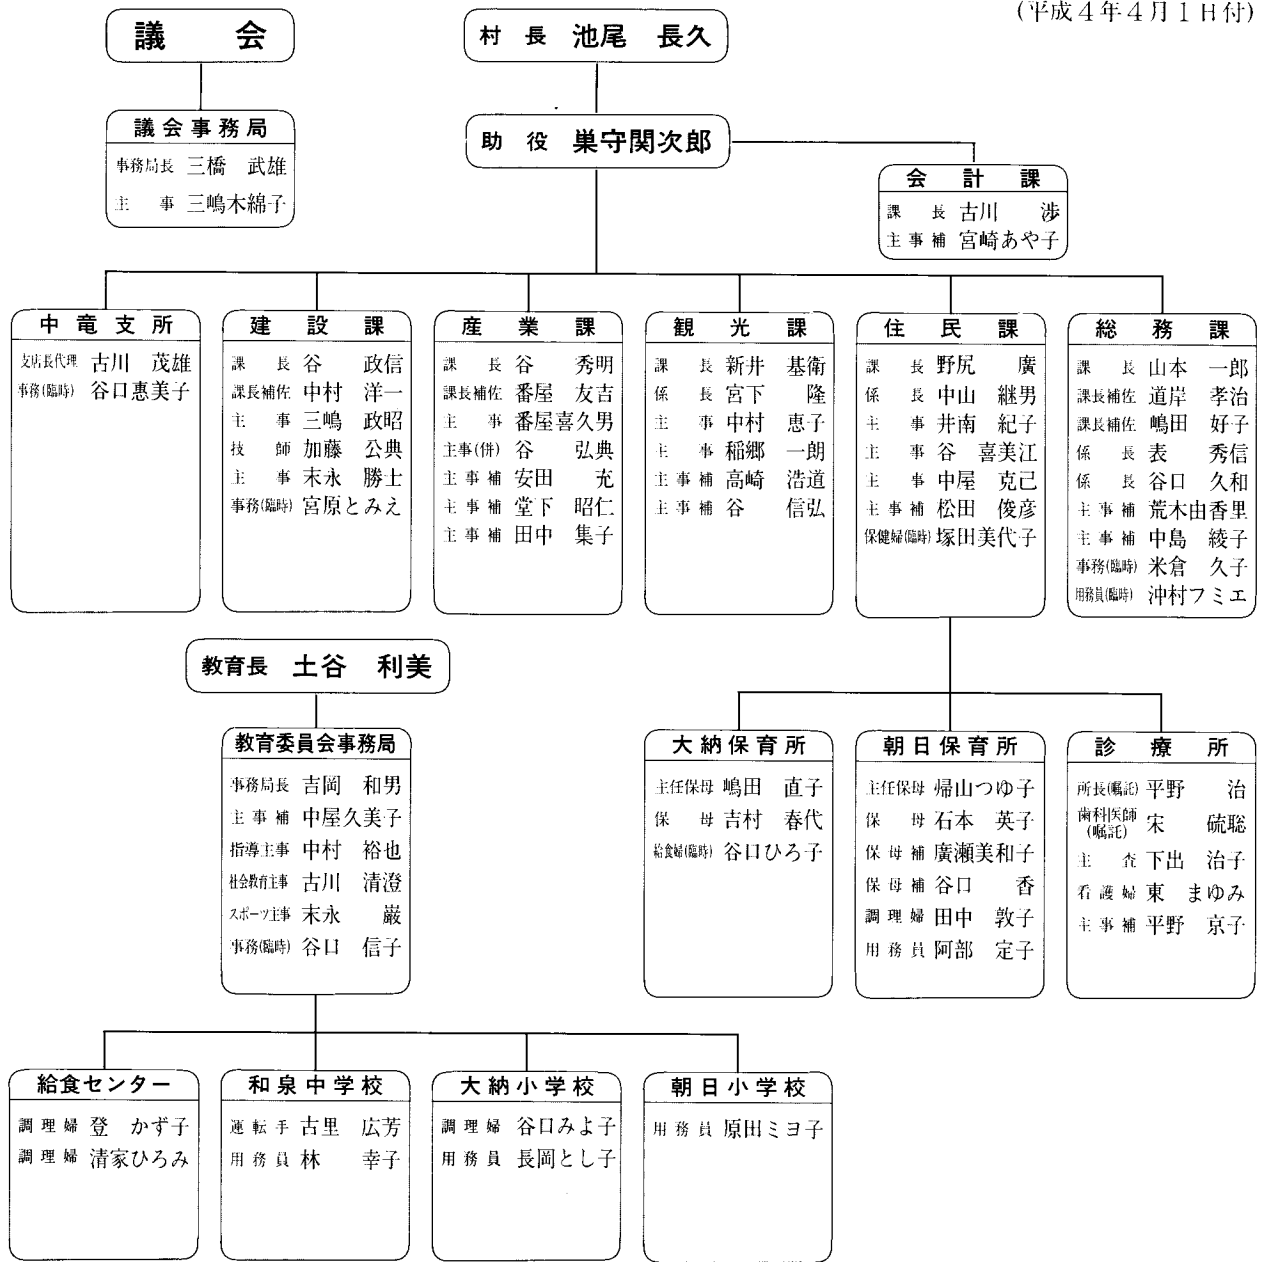 (平成4年4月1日付)
議　会
議会事務局
事務局長 三橋　武雄
主　事 三嶋木綿子
村　長 池尾　長久
助　役 巣守関次郎
会　計　課
課　長 古川　渉
主事補 宮崎あや子
中竜支所
支店長代理 古川　茂雄
事務(臨時) 谷口惠美子
建　設　課
課　長 谷　政信
課長補佐 中村　洋一
主　事 三嶋　政昭
技　師 加藤　公典
主　事 末永　勝士
事務(臨時) 宮原とみえ
産　業　課
課　長 谷　秀明
課長補佐 番屋　友吉
主　事 番屋喜久男
主事(併) 谷　弘典
主事補 安田　充
主事補 堂下　昭仁
主事補 田中　集子
観　光　課
課　長 新井　基衛
係　長 宮下　隆
主　事 中村　恵子
主　事 稲郷　一朗
主事補 高崎　浩道
主事補 谷　信弘
住　民　課
課　長 野尻　廣
係　長 中山　継男
主　事 井南　紀子
主　事 谷　喜美江
主　事 中屋　克己
主事補 松田　俊彦
保健婦(臨時) 塚田美代子
総　務　課
課　長 山本　一郎
課長補佐 道岸　孝治
課長補佐 嶋田　好子
係　長 表　秀信
係　長 谷口　久和
主事補 荒木由香里
主事補 中島　綾子
事務(臨時) 米倉　久子
用務員(臨時) 沖村フミエ
教育長 土谷　利美
教育委員会事務局
事務局長 吉岡　和男
主事補 中屋久美子
指導主事 中村　裕也
社会教育主事 古川　清澄
スポーツ主事 末永　巌
事務(臨時) 谷口　信子
大納保育所
主任保母 嶋田　直子
保　母 吉村　春代
給食婦(臨時) 谷口ひろ子
朝日保育所
主任保母 帰山つゆ子
保　母 石本　英子
保母補 廣瀬美和子
保母補 谷口　香
調理婦 田中　敦子
用務員 阿部　定子
診　療　所
所長(嘱託) 平野　治
歯科医師(嘱託) 宋　硫聡
主　査 下出　治子
看護婦 東　まゆみ
主事補 平野　京子
給食センター
調理婦 登　かず子
調理婦 清家ひろみ
和泉中学校
運転手 古里　広芳
用務員 林　幸子
大納小学校
調理婦 谷口みよ子
用務員 長岡とし子
朝日小学校
用務員 原田ミヨ子